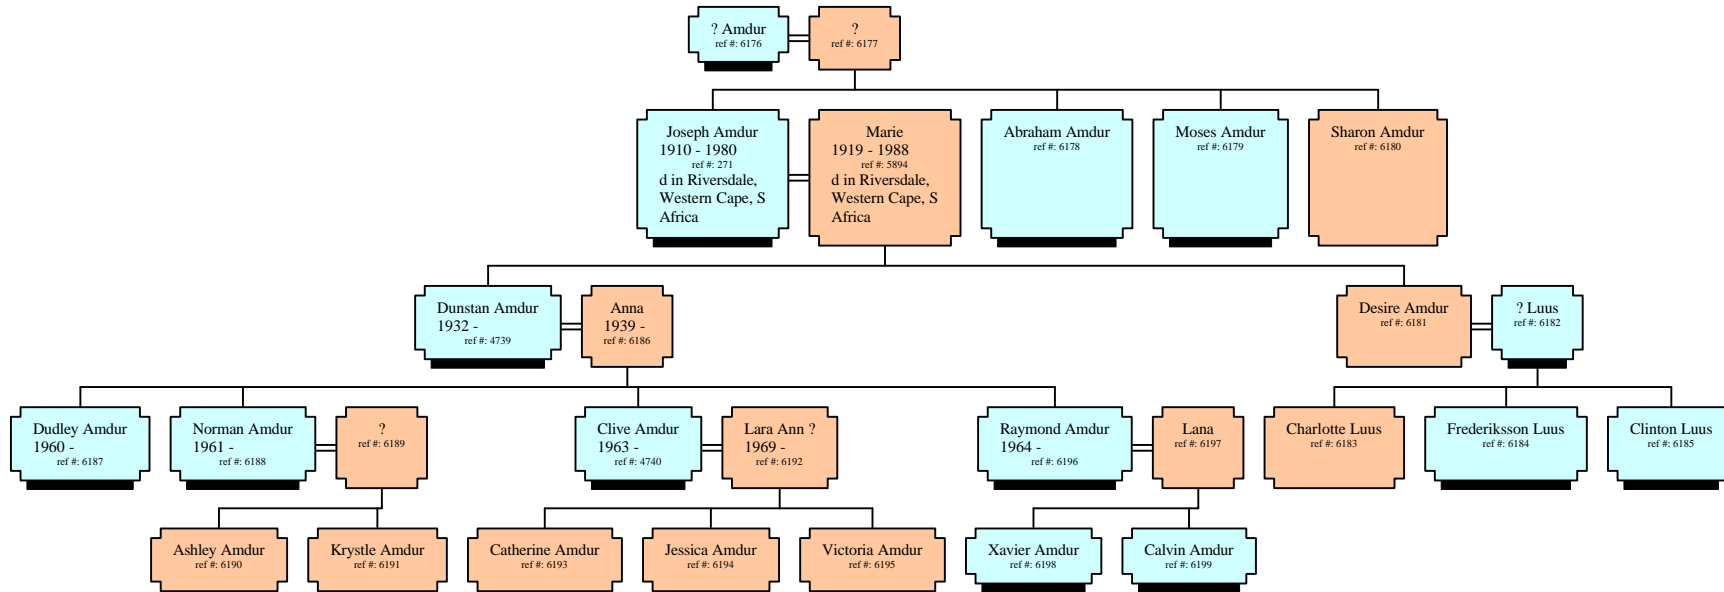 ? Amdur
ref #: 6176
?
ref #: 6177
Joseph Amdur
1910 - 1980
ref #: 271
d in Riversdale,
Western Cape, S
Africa
Marie
1919 - 1988
ref #: 5894
d in Riversdale,
Western Cape, S
Africa
Abraham Amdur
ref #: 6178
Moses Amdur
ref #: 6179
Sharon Amdur
ref #: 6180
Dunstan Amdur
1932 -
ref #: 4739
Anna
1939 -
ref #: 6186
Desire Amdur
ref #: 6181
? Luus
ref #: 6182
Dudley Amdur
1960 -
ref #: 6187
Norman Amdur
1961 -
ref #: 6188
?
ref #: 6189
Clive Amdur
1963 -
ref #: 4740
Lara Ann ?
1969 -
ref #: 6192
Raymond Amdur
1964 -
ref #: 6196
Lana
ref #: 6197
Charlotte Luus
ref #: 6183
Frederiksson Luus
ref #: 6184
Clinton Luus
ref #: 6185
Ashley Amdur
ref #: 6190
Krystle Amdur
ref #: 6191
Catherine Amdur
ref #: 6193
Jessica Amdur
ref #: 6194
Victoria Amdur
ref #: 6195
Xavier Amdur
ref #: 6198
Calvin Amdur
ref #: 6199